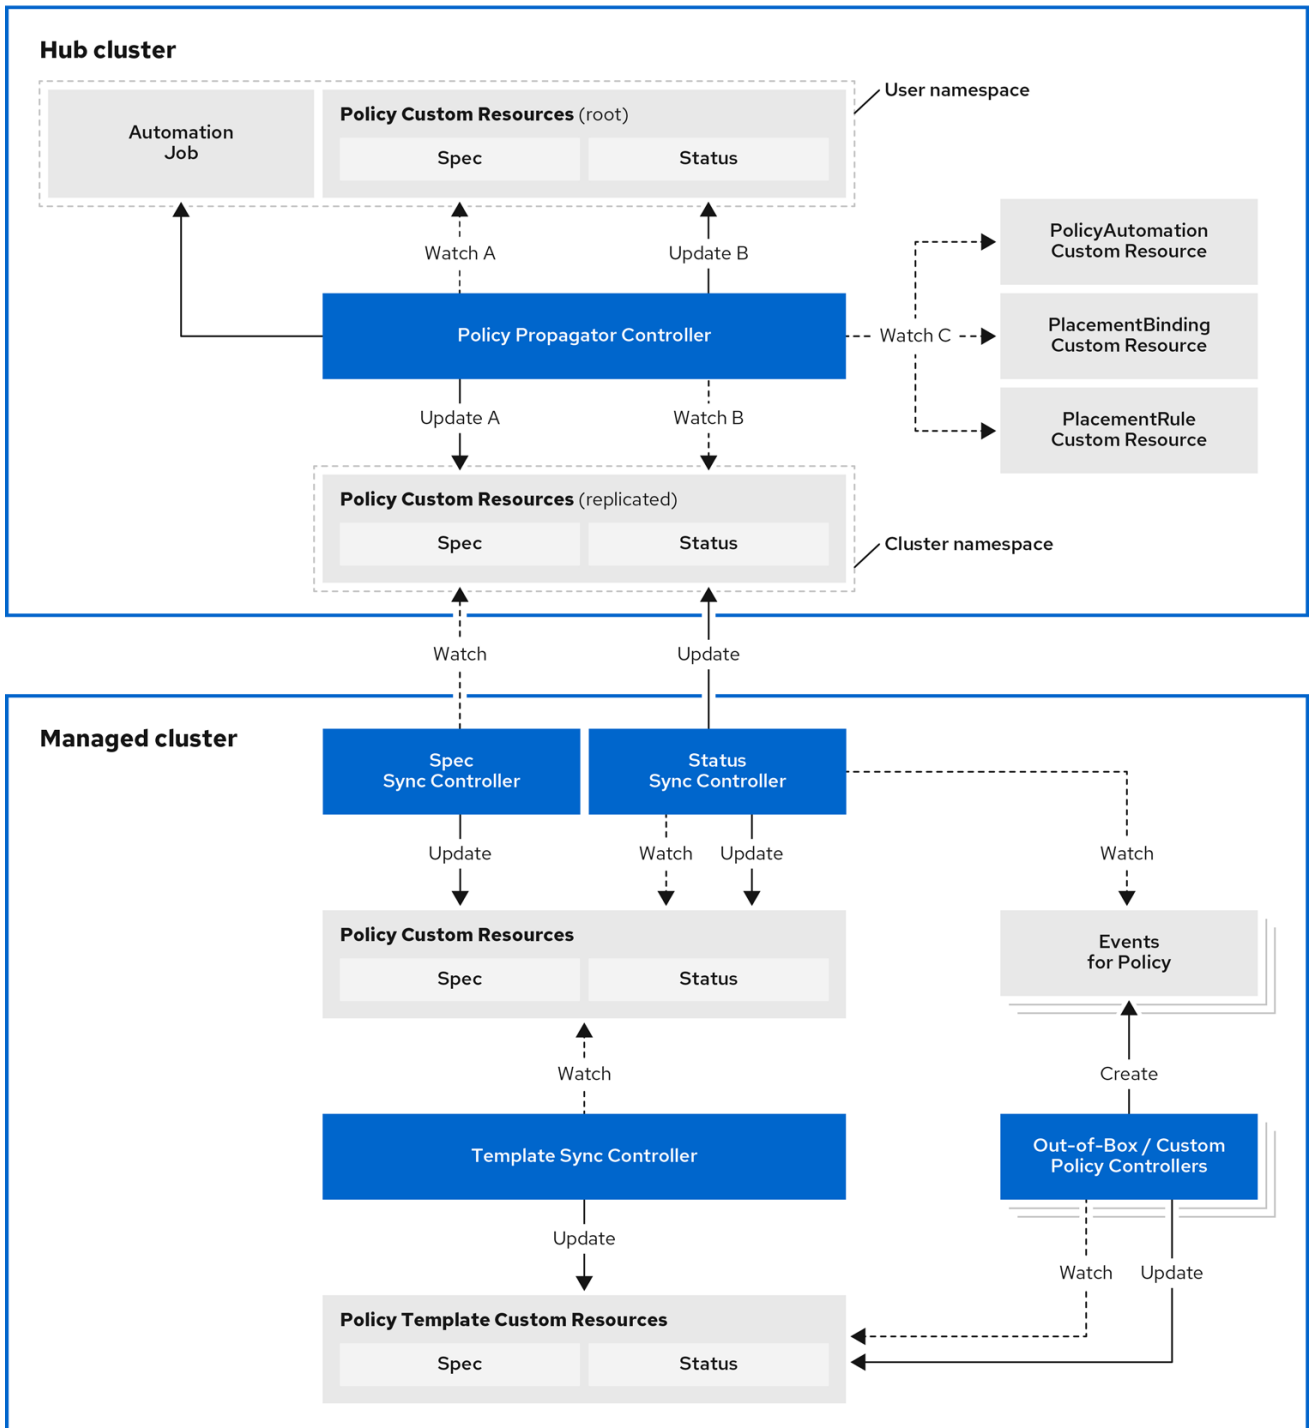 Hub cluster
User namespace
Automation
Job
Policy Custom Resources (root)
Spec
Status
Watch A
Update B
PolicyAutomation
Custom Resource
Policy Propagator Controller
Watch C
PlacementBinding
Custom Resource
Update A
Watch B
PlacementRule
Custom Resource
Policy Custom Resources (replicated)
Spec
Status
Cluster namespace
Watch
Update
Managed cluster
Spec
Sync Controller
Status
Sync Controller
Update
Watch
Update
Watch
Policy Custom Resources
Spec
Status
Events
for Policy
Watch
Create
Template Sync Controller
Out-of-Box / Custom
Policy Controllers
Update
Watch
Update
Policy Template Custom Resources
Spec
Status